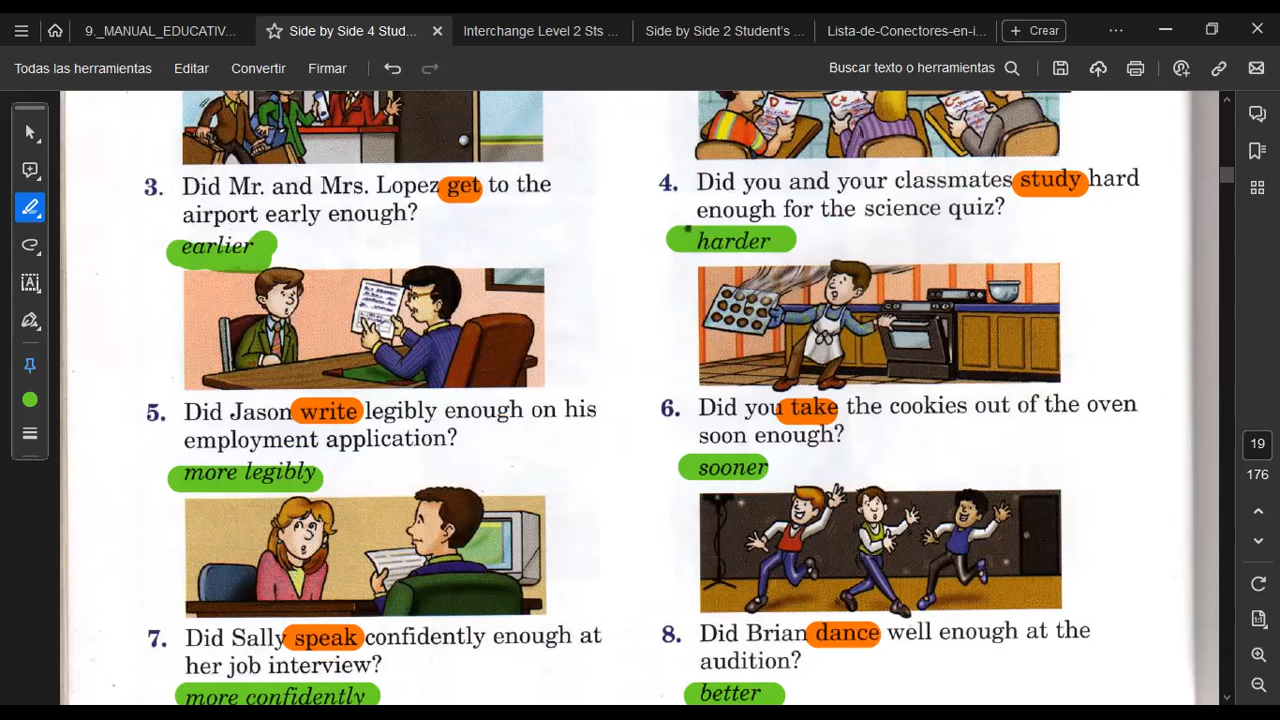 9._MANUAL_EDUCATIV...
Side by Side 4 Stud...
Interchange Level 2 Sts ...
Side by Side 2 Student's ...
Lista-de-Conectores-en-i...
+ Crear
Todas las herramientas
Editar
Convertir
Firmar
Buscar texto o herramientas
3. Did Mr. and Mrs. Lopez get to the
airport early enough?
earlier
4. Did you and your classmates study hard
enough for the science quiz?
harder
D
C+
5. Did Jason write legibly enough on his
employment application?
more legibly
6. Did you take the cookies out of the oven
soon enough?
sooner
7. Did Sally speak confidently enough at
her job interview?
more confidently
8. Did Brian dance well enough at the
audition?
better
19
176